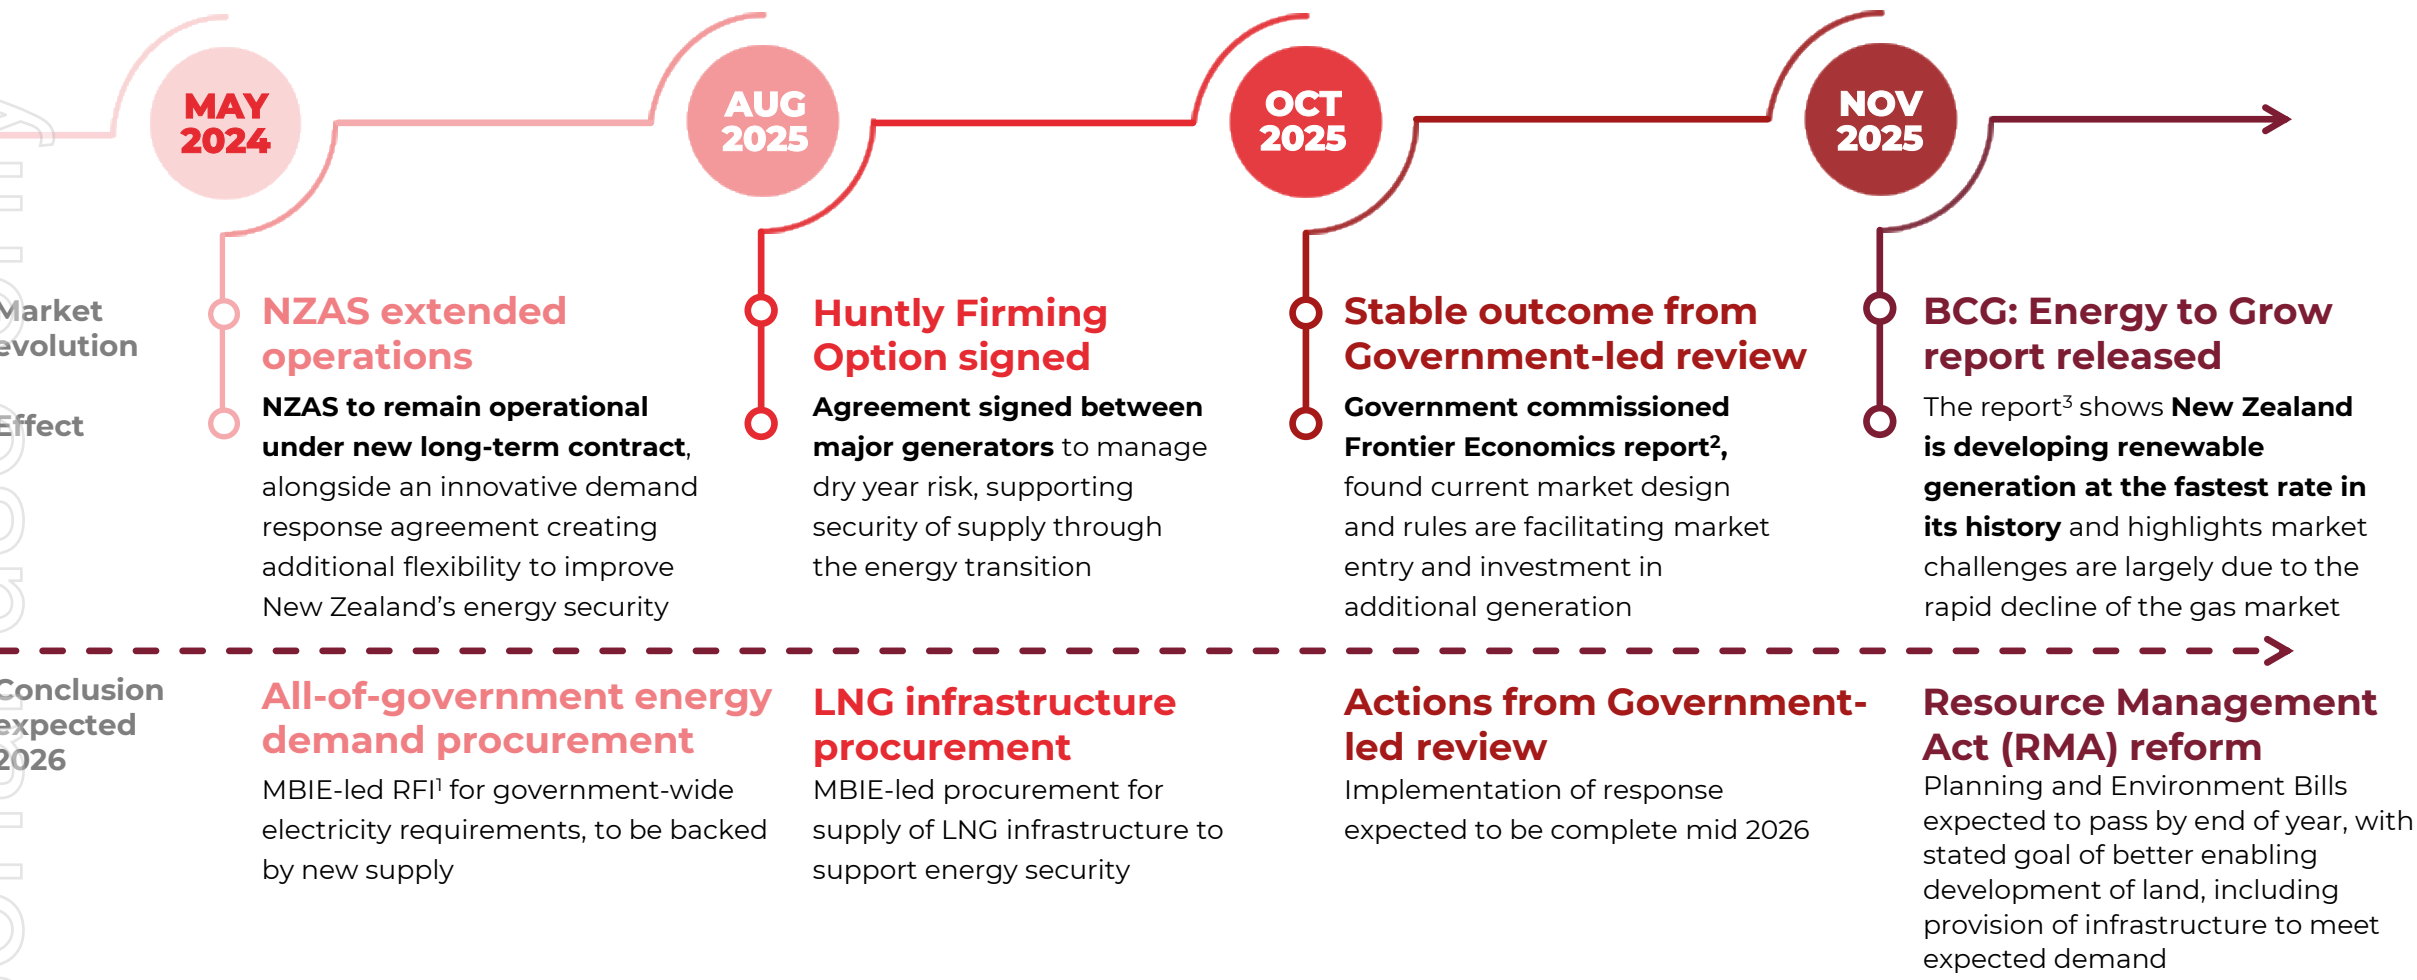 MAY
2024
AUG
2025
OCT
2025
NOV
2025
Market
evolution
NZAS extended
operations
Huntly Firming
Option signed
Stable outcome from
Government-led review
BCG: Energy to Grow
report released
Effect
NZAS to remain operational
under new long-term contract,
alongside an innovative demand
response agreement creating
additional flexibility to improve
New Zealand’s energy security
Agreement signed between
major generators to manage
dry year risk, supporting
security of supply through
the energy transition
Government commissioned
Frontier Economics report²,
found current market design
and rules are facilitating market
entry and investment in
additional generation
The report³ shows New Zealand
is developing renewable
generation at the fastest rate in
its history and highlights market
challenges are largely due to the
rapid decline of the gas market
Conclusion
expected
2026
All-of-government energy
demand procurement
MBIE-led RFI¹ for government-wide
electricity requirements, to be backed
by new supply
LNG infrastructure
procurement
MBIE-led procurement for
supply of LNG infrastructure to
support energy security
Actions from Government-
led review
Implementation of response
expected to be complete mid 2026
Resource Management
Act (RMA) reform
Planning and Environment Bills
expected to pass by end of year, with
stated goal of better enabling
development of land, including
provision of infrastructure to meet
expected demand